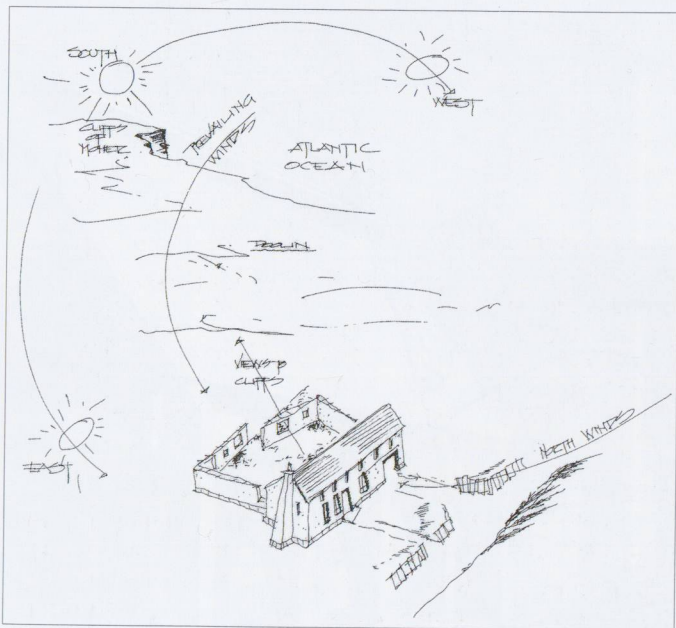 SOUTH
WEST
CLIFFS
OF
MOHER
PREVAILING
WINDS
ATLANTIC
OCEAN
DOOLIN
VIEWS TO
CLIFFS
EAST
NORTH WINDS